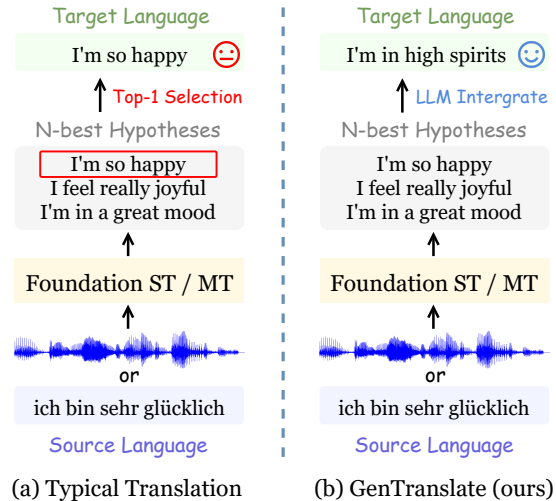 Target Language
I'm so happy
Top-1 Selection
N-best Hypotheses
I'm so happy
I feel really joyful
I'm in a great mood
Foundation ST / MT
or
ich bin sehr glücklich
Source Language
(a) Typical Translation
Target Language
I'm in high spirits
LLM Intergrate
N-best Hypotheses
I'm so happy
I feel really joyful
I'm in a great mood
Foundation ST / MT
or
ich bin sehr glücklich
Source Language
(b) GenTranslate (ours)